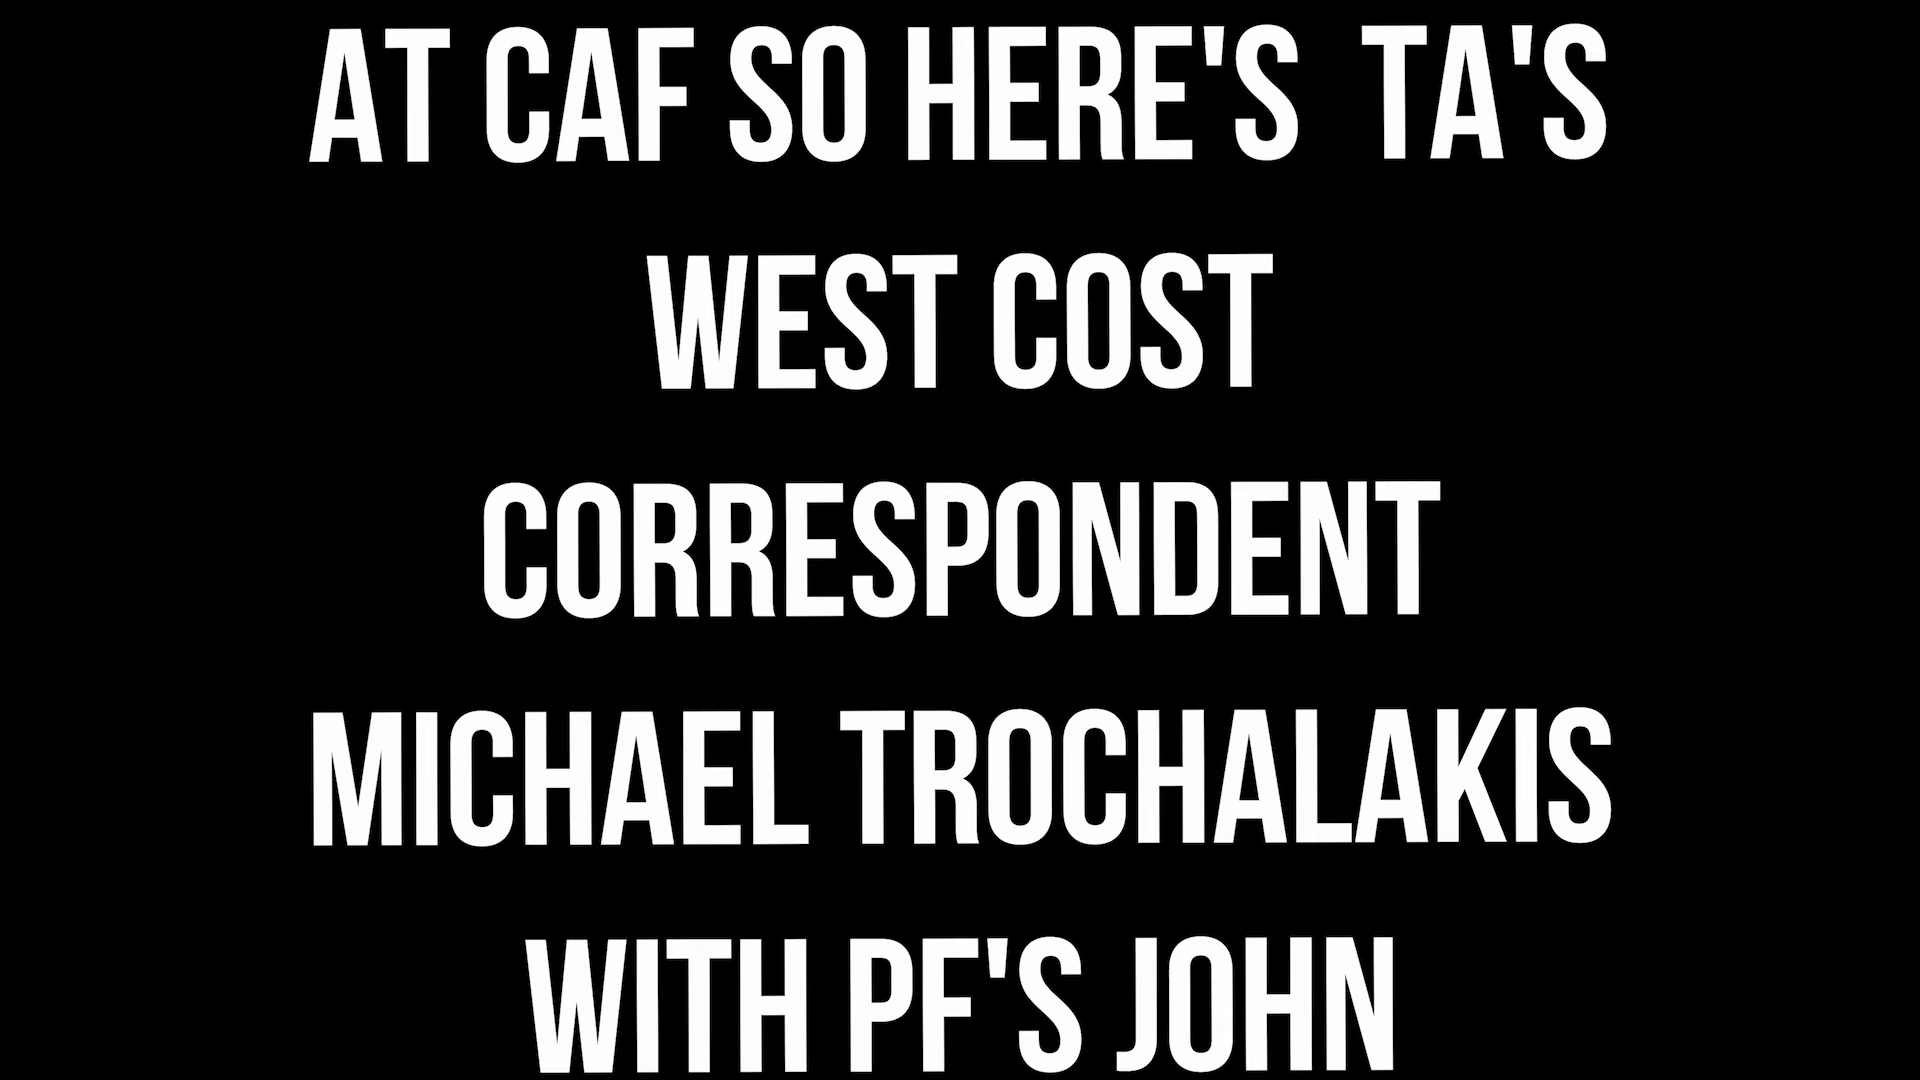 AT CAF SO HERE'S TA'S
WEST COST
CORRESPONDENT
MICHAEL TROCHALAKIS
WITH PF'S JOHN